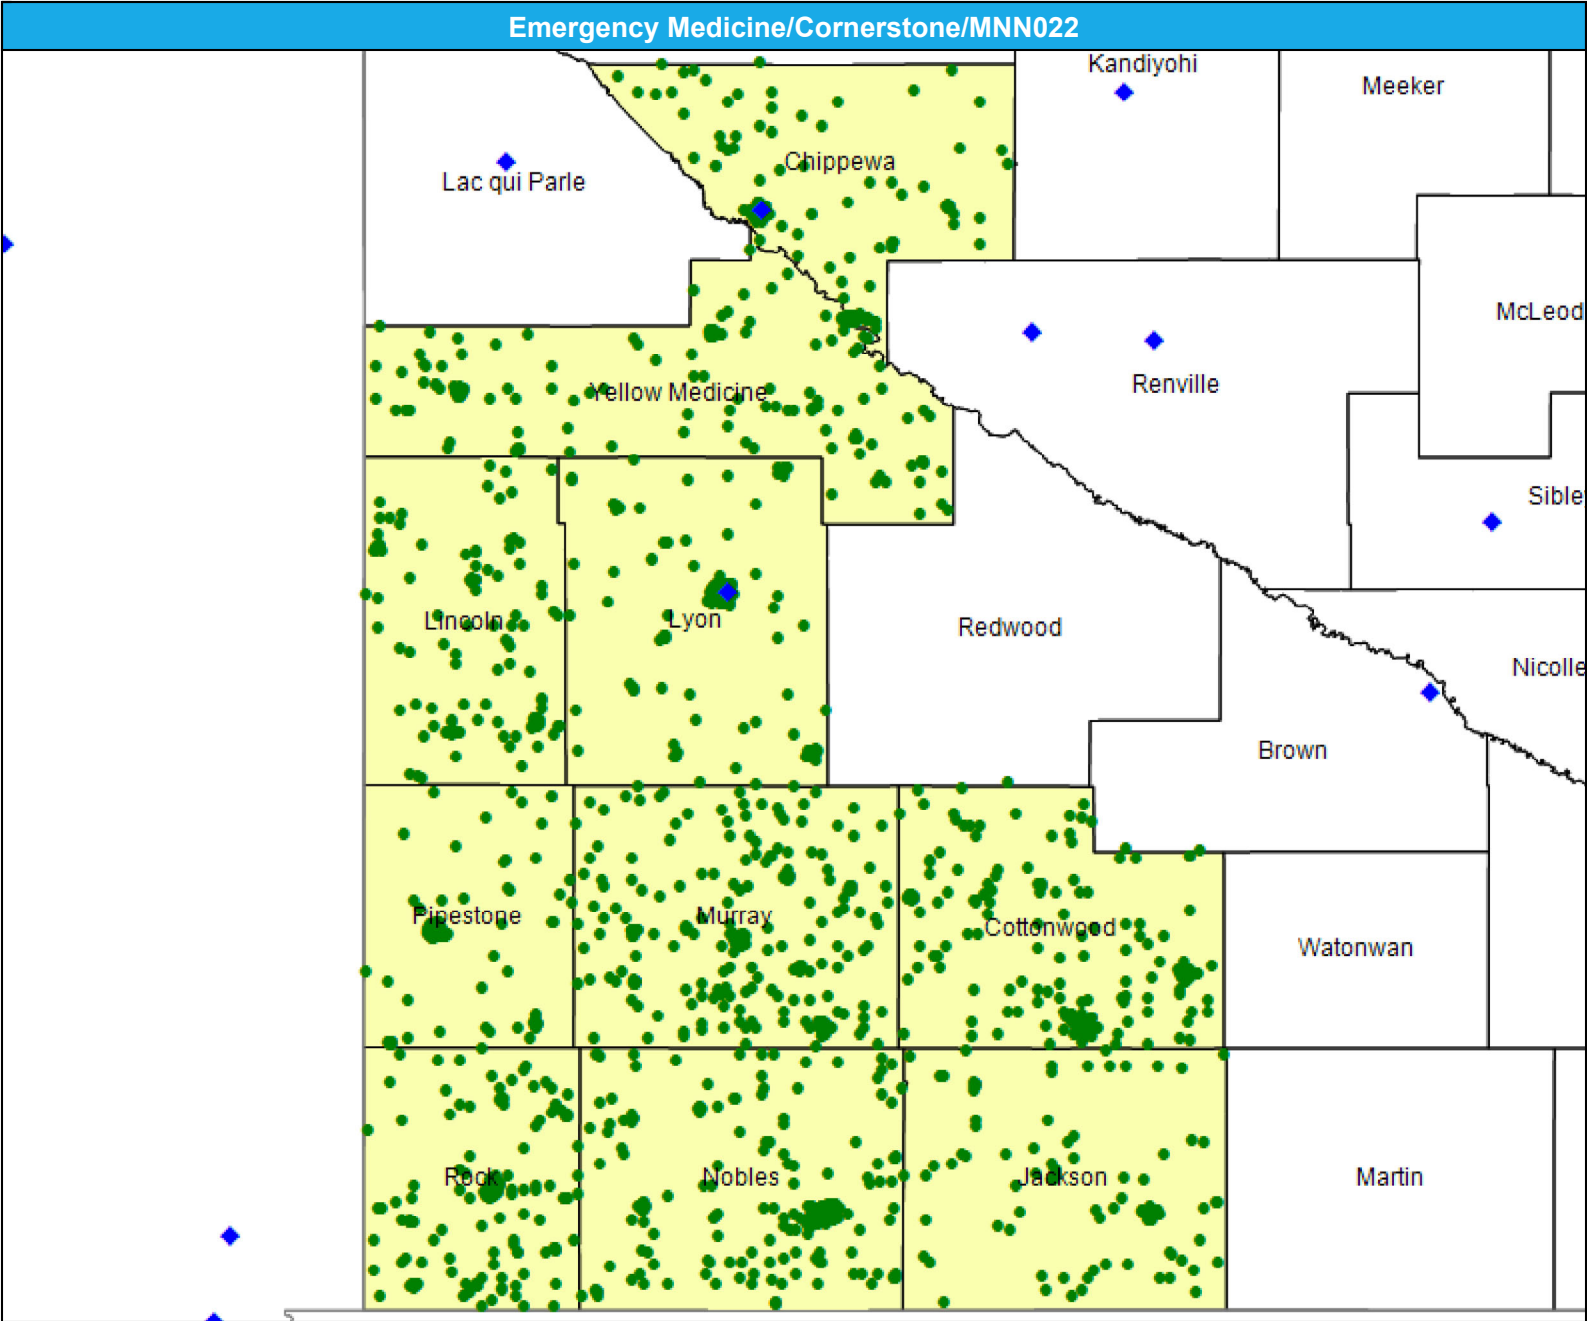 Emergency Medicine/Cornerstone/MNN022
Kandiyohi
Meeker
Chippewa
Lac qui Parle
McLeod
Renville
Yellow Medicine
Sible
Lincoln
Lyon
Redwood
Nicolle
Brown
Pipestone
Murray
Cottonwood
Watonwan
Rock
Nobles
Jackson
Martin